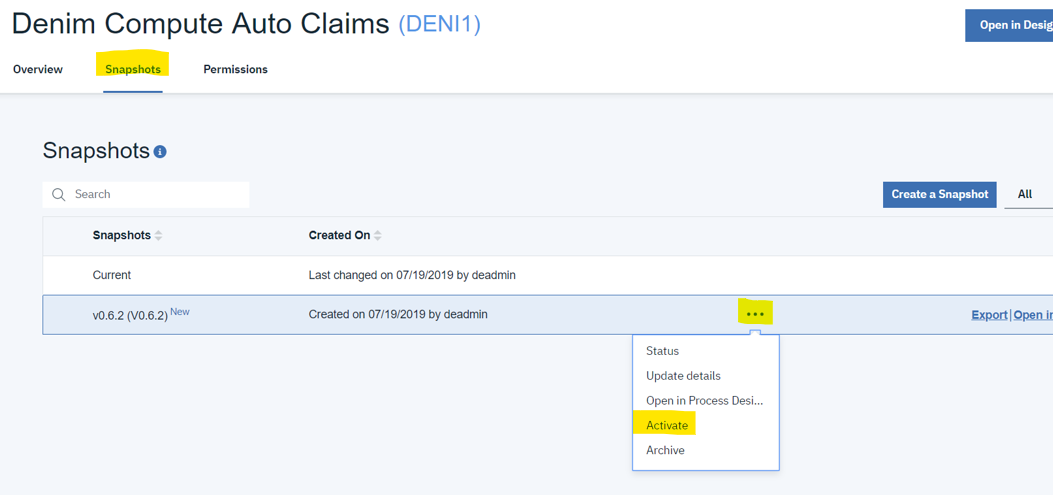 Denim Compute Auto Claims (DENI1)
Open in Desig
Overview Snapshots Permissions
Snapshots
Search
Create a Snapshot All
Snapshots Created On
Current Last changed on 07/19/2019 by deadmin
v0.6.2 (V0.6.2) New Created on 07/19/2019 by deadmin ... Export | Open in
Status
Update details
Open in Process Desi...
Activate
Archive